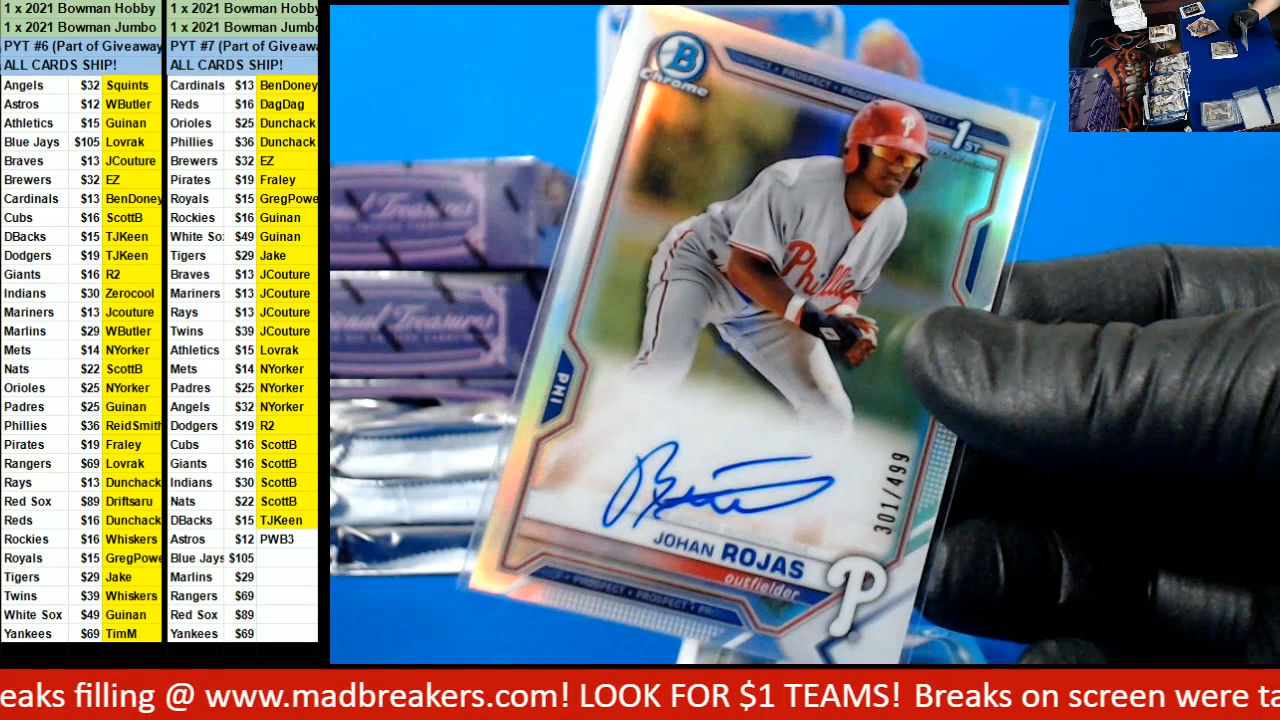 1 x 2021 Bowman Hobby
1 x 2021 Bowman Jumbo
PYT #6 (Part of Giveaway
ALL CARDS SHIP!
Angels $32 Squints
Astros $12 WButler
Athletics $15 Guinan
Blue Jays $105 Lovrak
Braves $13 JCouture
Brewers $32 EZ
Cardinals $13 BenDoney
Cubs $16 ScottB
DBacks $15 TJKeen
Dodgers $19 TJKeen
Giants $16 R2
Indians $30 Zerocool
Mariners $13 Jcouture
Marlins $29 WButler
Mets $14 NYorker
Nats $22 ScottB
Orioles $25 NYorker
Padres $25 Guinan
Phillies $36 ReidSmith
Pirates $19 Fraley
Rangers $69 Lovrak
Rays $13 Dunchack
Red Sox $89 Driftsaru
Reds $16 Dunchack
Rockies $16 Whiskers
Royals $15 GregPowe
Tigers $29 Jake
Twins $39 Whiskers
White Sox $49 Guinan
Yankees $69 TimM
1 x 2021 Bowman Hobby
1 x 2021 Bowman Jumbo
PYT #7 (Part of Giveawa
ALL CARDS SHIP!
Cardinals $13 BenDoney
Reds $16 DagDag
Orioles $25 Dunchack
Phillies $36 Dunchack
Brewers $32 EZ
Pirates $19 Fraley
Royals $15 GregPowe
Rockies $16 Guinan
White Sox $49 Guinan
Tigers $29 Jake
Braves $13 JCouture
Mariners $13 JCouture
Rays $13 JCouture
Twins $39 JCouture
Athletics $15 Lovrak
Mets $14 NYorker
Padres $25 NYorker
Angels $32 NYorker
Dodgers $19 R2
Cubs $16 ScottB
Giants $16 ScottB
Indians $30 ScottB
Nats $22 ScottB
DBacks $15 TJKeen
Astros $12 PWB3
Blue Jays $105
Marlins $29
Rangers $69
Red Sox $89
Yankees $69
B
Chrome
PROSPECT • PROSPECT
1ST
P
Phillies
PHI
301/499
JOHAN ROJAS
outfielder
PROSPECT • PROSPECT
P
Treasures
Treasures
eaks filling @ www.madbreakers.com! LOOK FOR $1 TEAMS! Breaks on screen were ta